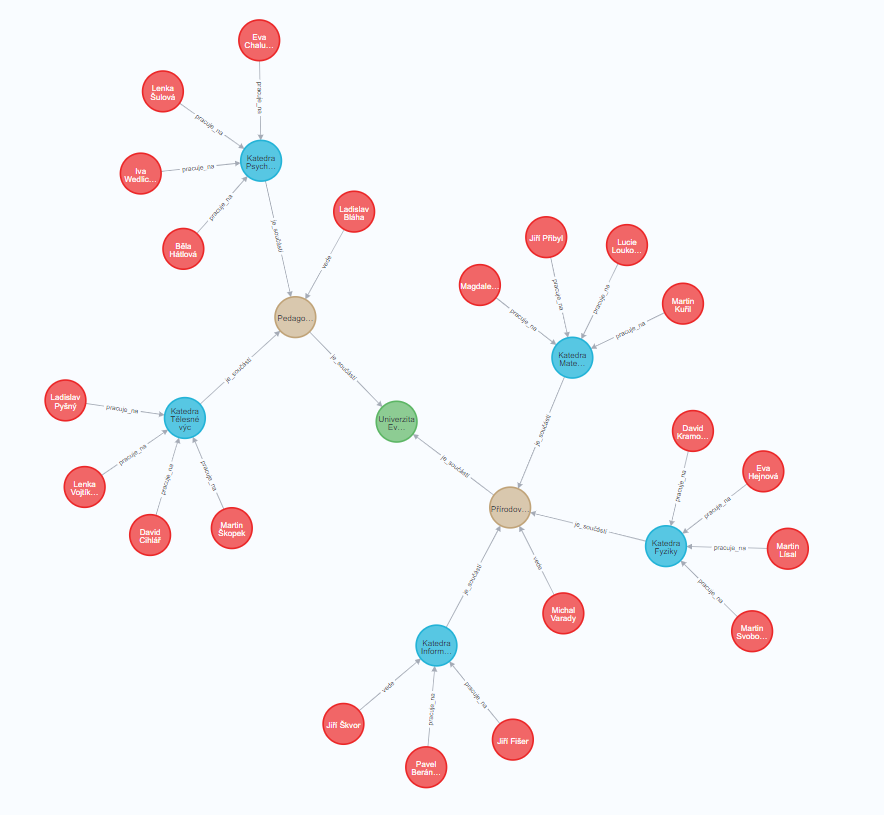 Eva
Chalu...
pracuje_na
Lenka
Šulová
pracuje_na
Katedra
Psych...
Iva
Wedlic...
pracuje_na
pracuje_na
Běla
Hátlová
je_součástí
Ladislav
Bláha
vede
Pedago...
je_součástí
je_součástí
Ladislav
Pyšný
pracuje_na
Katedra
Tělesné
výc
Lenka
Vojtík...
pracuje_na
pracuje_na
David
Cihlář
pracuje_na
Martin
Škopek
Univerzita
Ev...
je_součástí
Jiří Přibyl
pracuje_na
Lucie
Louko...
pracuje_na
Magdale...
pracuje_na
Martin
Kuřil
pracuje_na
Katedra
Mate...
je_součástí
Přírodov...
David
Kramo...
pracuje_na
Eva
Hejnová
pracuje_na
je_součástí
Katedra
Fyziky
pracuje_na
Martin
Lísal
pracuje_na
Martin
Svobo...
vede
Michal
Varady
je_součástí
Katedra
Inform...
vede
Jiří Škvor
pracuje_na
Pavel
Berán...
pracuje_na
Jiří Fišer